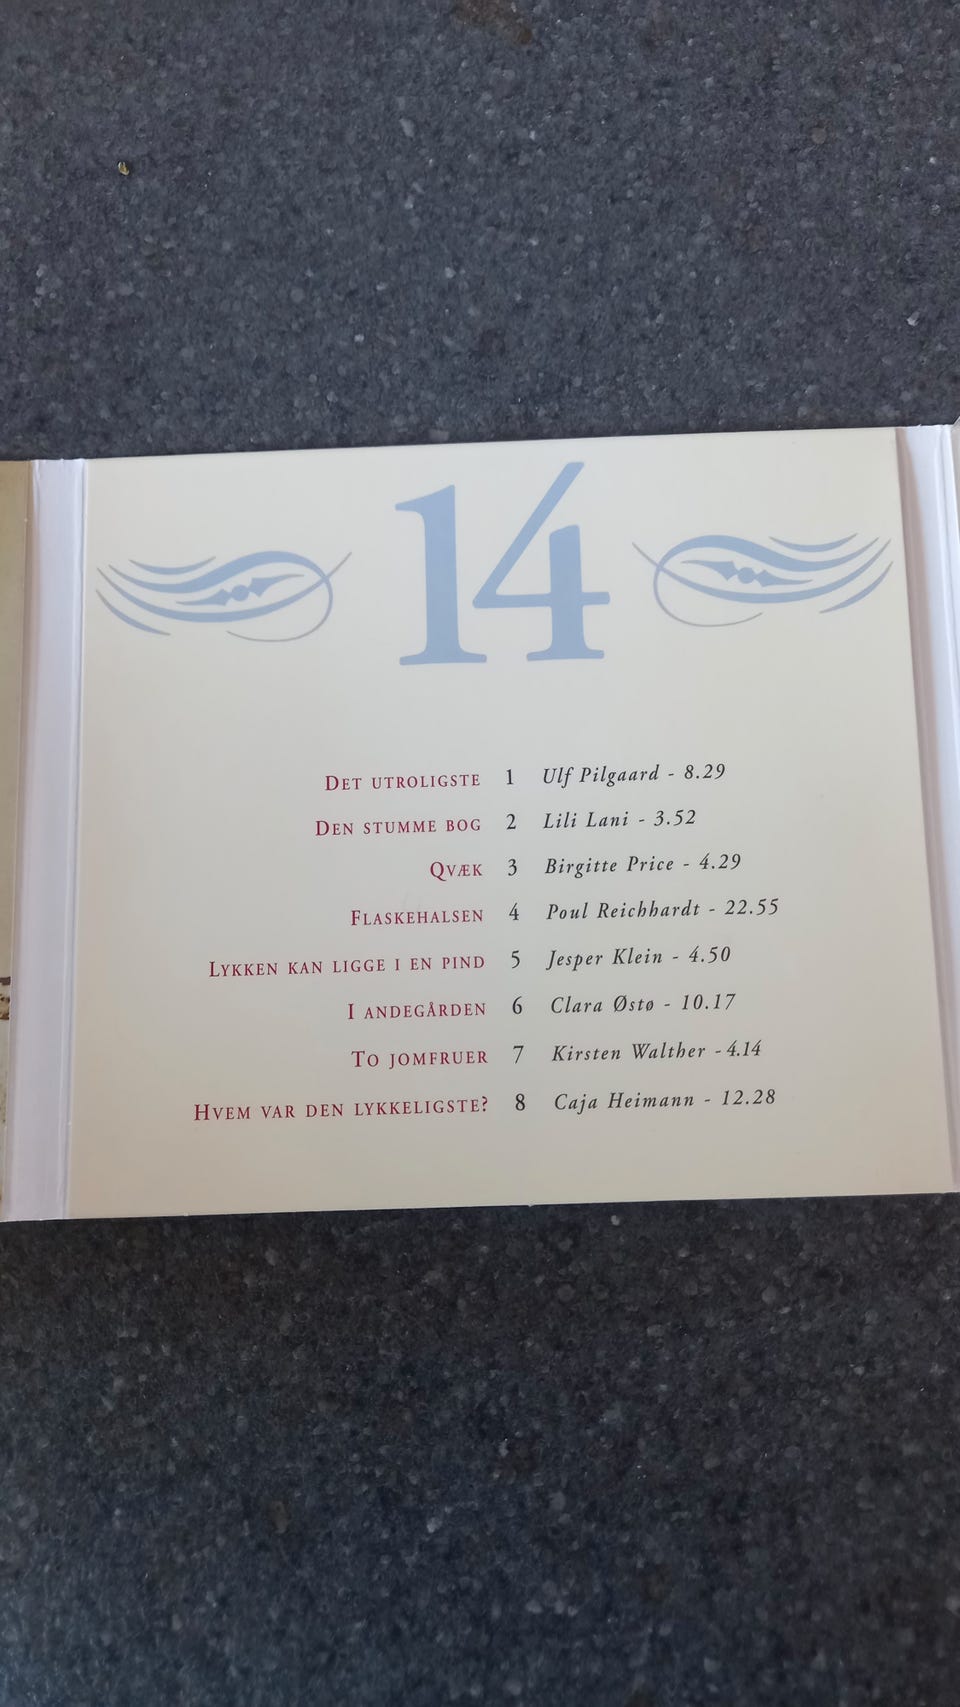 14
DET UTROLIGSTE 1 Ulf Pilgaard - 8.29
DEN STUMME BOG 2 Lili Lani - 3.52
QVÆK 3 Birgitte Price - 4.29
FLASKEHALSEN 4 Poul Reichhardt - 22.55
LYKKEN KAN LIGGE I EN PIND 5 Jesper Klein - 4.50
I ANDEGÅRDEN 6 Clara Østø - 10.17
TO JOMFRUER 7 Kirsten Walther - 4.14
HVEM VAR DEN LYKKELIGSTE? 8 Caja Heimann - 12.28